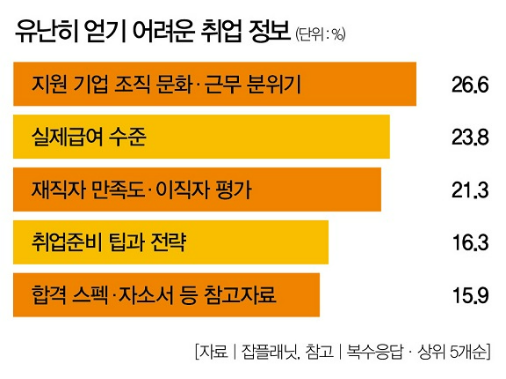 유난히 얻기 어려운 취업 정보 (단위:%)
지원 기업 조직 문화·근무 분위기 26.6
실제급여 수준 23.8
재직자 만족도·이직자 평가 21.3
취업준비 팁과 전략 16.3
합격 스펙·자소서 등 참고자료 15.9
[자료 | 잡플래닛, 참고 | 복수응답 · 상위 5개순]